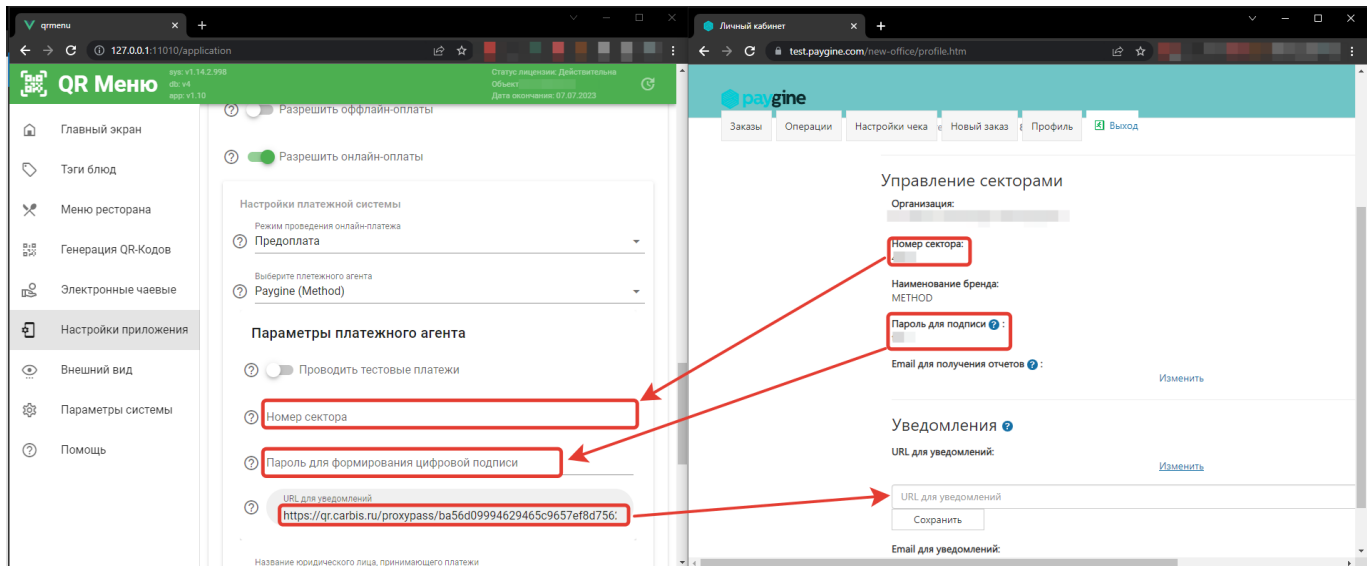 qrmenu
127.0.0.1:11010/application
QR Меню
sys: v1.14.2.998
db: v4
app: v1.10
Статус лицензии: Действительна
Объект
Дата окончания: 07.07.2023
Главный экран
Тэги блюд
Меню ресторана
Генерация QR-Кодов
Электронные чаевые
Настройки приложения
Внешний вид
Параметры системы
Помощь
Разрешить оффлайн-оплаты
Разрешить онлайн-оплаты
Настройки платежной системы
Режим проведения онлайн-платежа
Предоплата
Выберите плетежного агента
Paygine (Method)
Параметры платежного агента
Проводить тестовые платежи
Номер сектора
Пароль для формирования цифровой подписи
URL для уведомлений
https://qr.carbis.ru/proxypass/ba56d09994629465c9657ef8d756
Название юридического лица, принимающего платежи
Личный кабинет
test.paygine.com/new-office/profile.htm
paygine
Заказы
Операции
Настройки чека
Новый заказ
Профиль
Выход
Управление секторами
Организация:
Номер сектора:
Наименование бренда:
METHOD
Пароль для подписи ? :
Email для получения отчетов ? :
Изменить
Уведомления ?
URL для уведомлений:
Изменить
URL для уведомлений
Сохранить
Email для уведомлений: